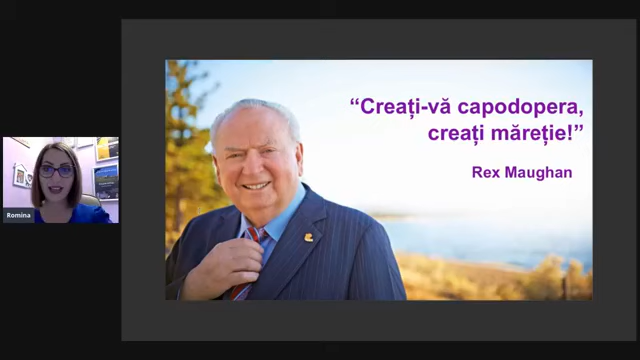 “Creați-vă capodopera,
creați măreție!”
Rex Maughan
Romina